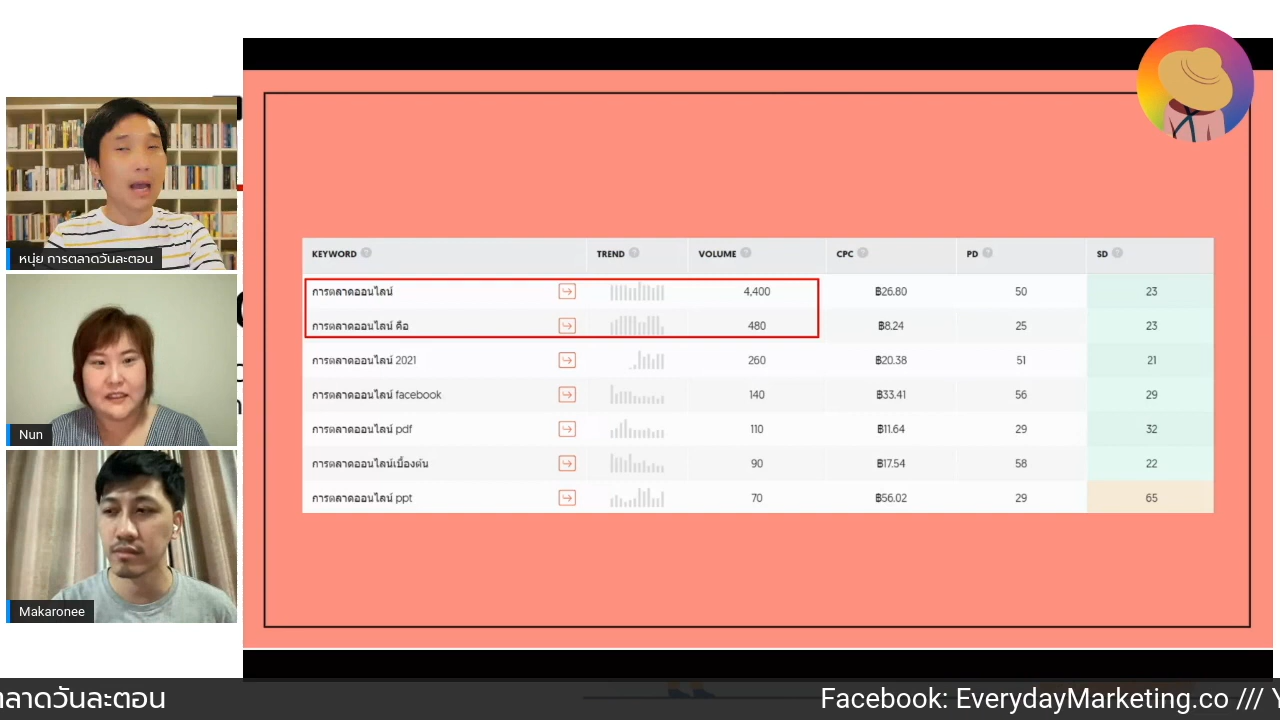 หนุ่ย การตลาดวันละตอน
Nun
Makaronee
KEYWORD TREND VOLUME CPC PD SD
การตลาดออนไลน์ 4,400 ฿26.80 50 23
การตลาดออนไลน์ คือ 480 ฿8.24 25 23
การตลาดออนไลน์ 2021 260 ฿20.38 51 21
การตลาดออนไลน์ facebook 140 ฿33.41 56 29
การตลาดออนไลน์ pdf 110 ฿11.64 29 32
การตลาดออนไลน์เบื้องต้น 90 ฿17.54 58 22
การตลาดออนไลน์ ppt 70 ฿56.02 29 65
ตลาดวันละตอน Facebook: EverydayMarketing.co ///